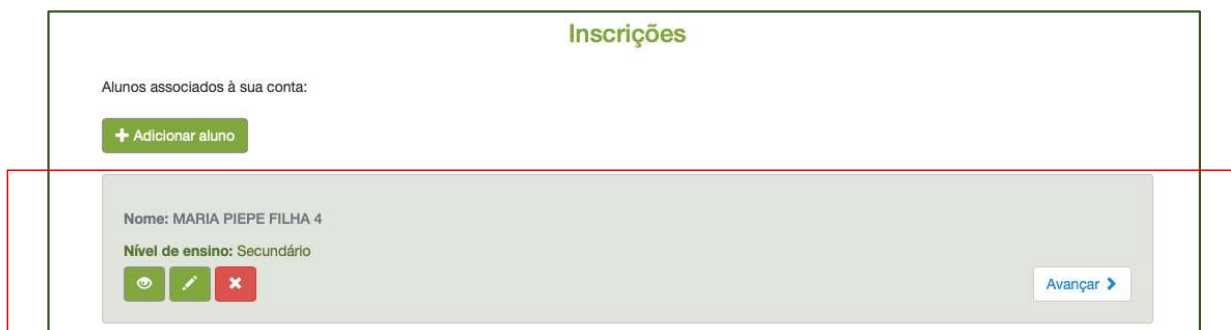 Inscrições
Alunos associados à sua conta:
Adicionar aluno
Nome: MARIA PIEPE FILHA 4
Nível de ensino: Secundário
Avançar